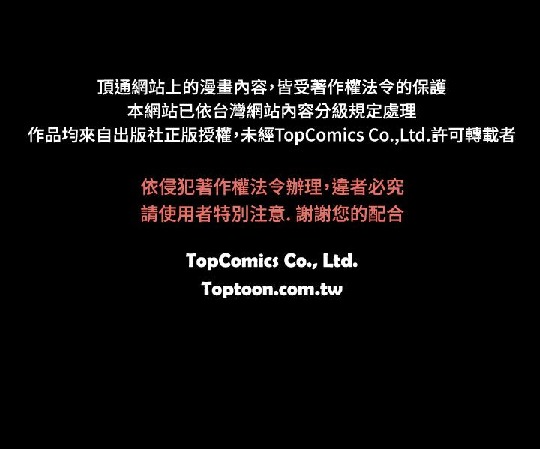 頂通網站上的漫畫內容,皆受著作權法令的保護
本網站已依台灣網站內容分級規定處理
作品均來自出版社正版授權,未經TopComics Co.,Ltd.許可轉載者
依侵犯著作權法令辦理,違者必究
請使用者特別注意. 謝謝您的配合
TopComics Co., Ltd.
Toptoon.com.tw